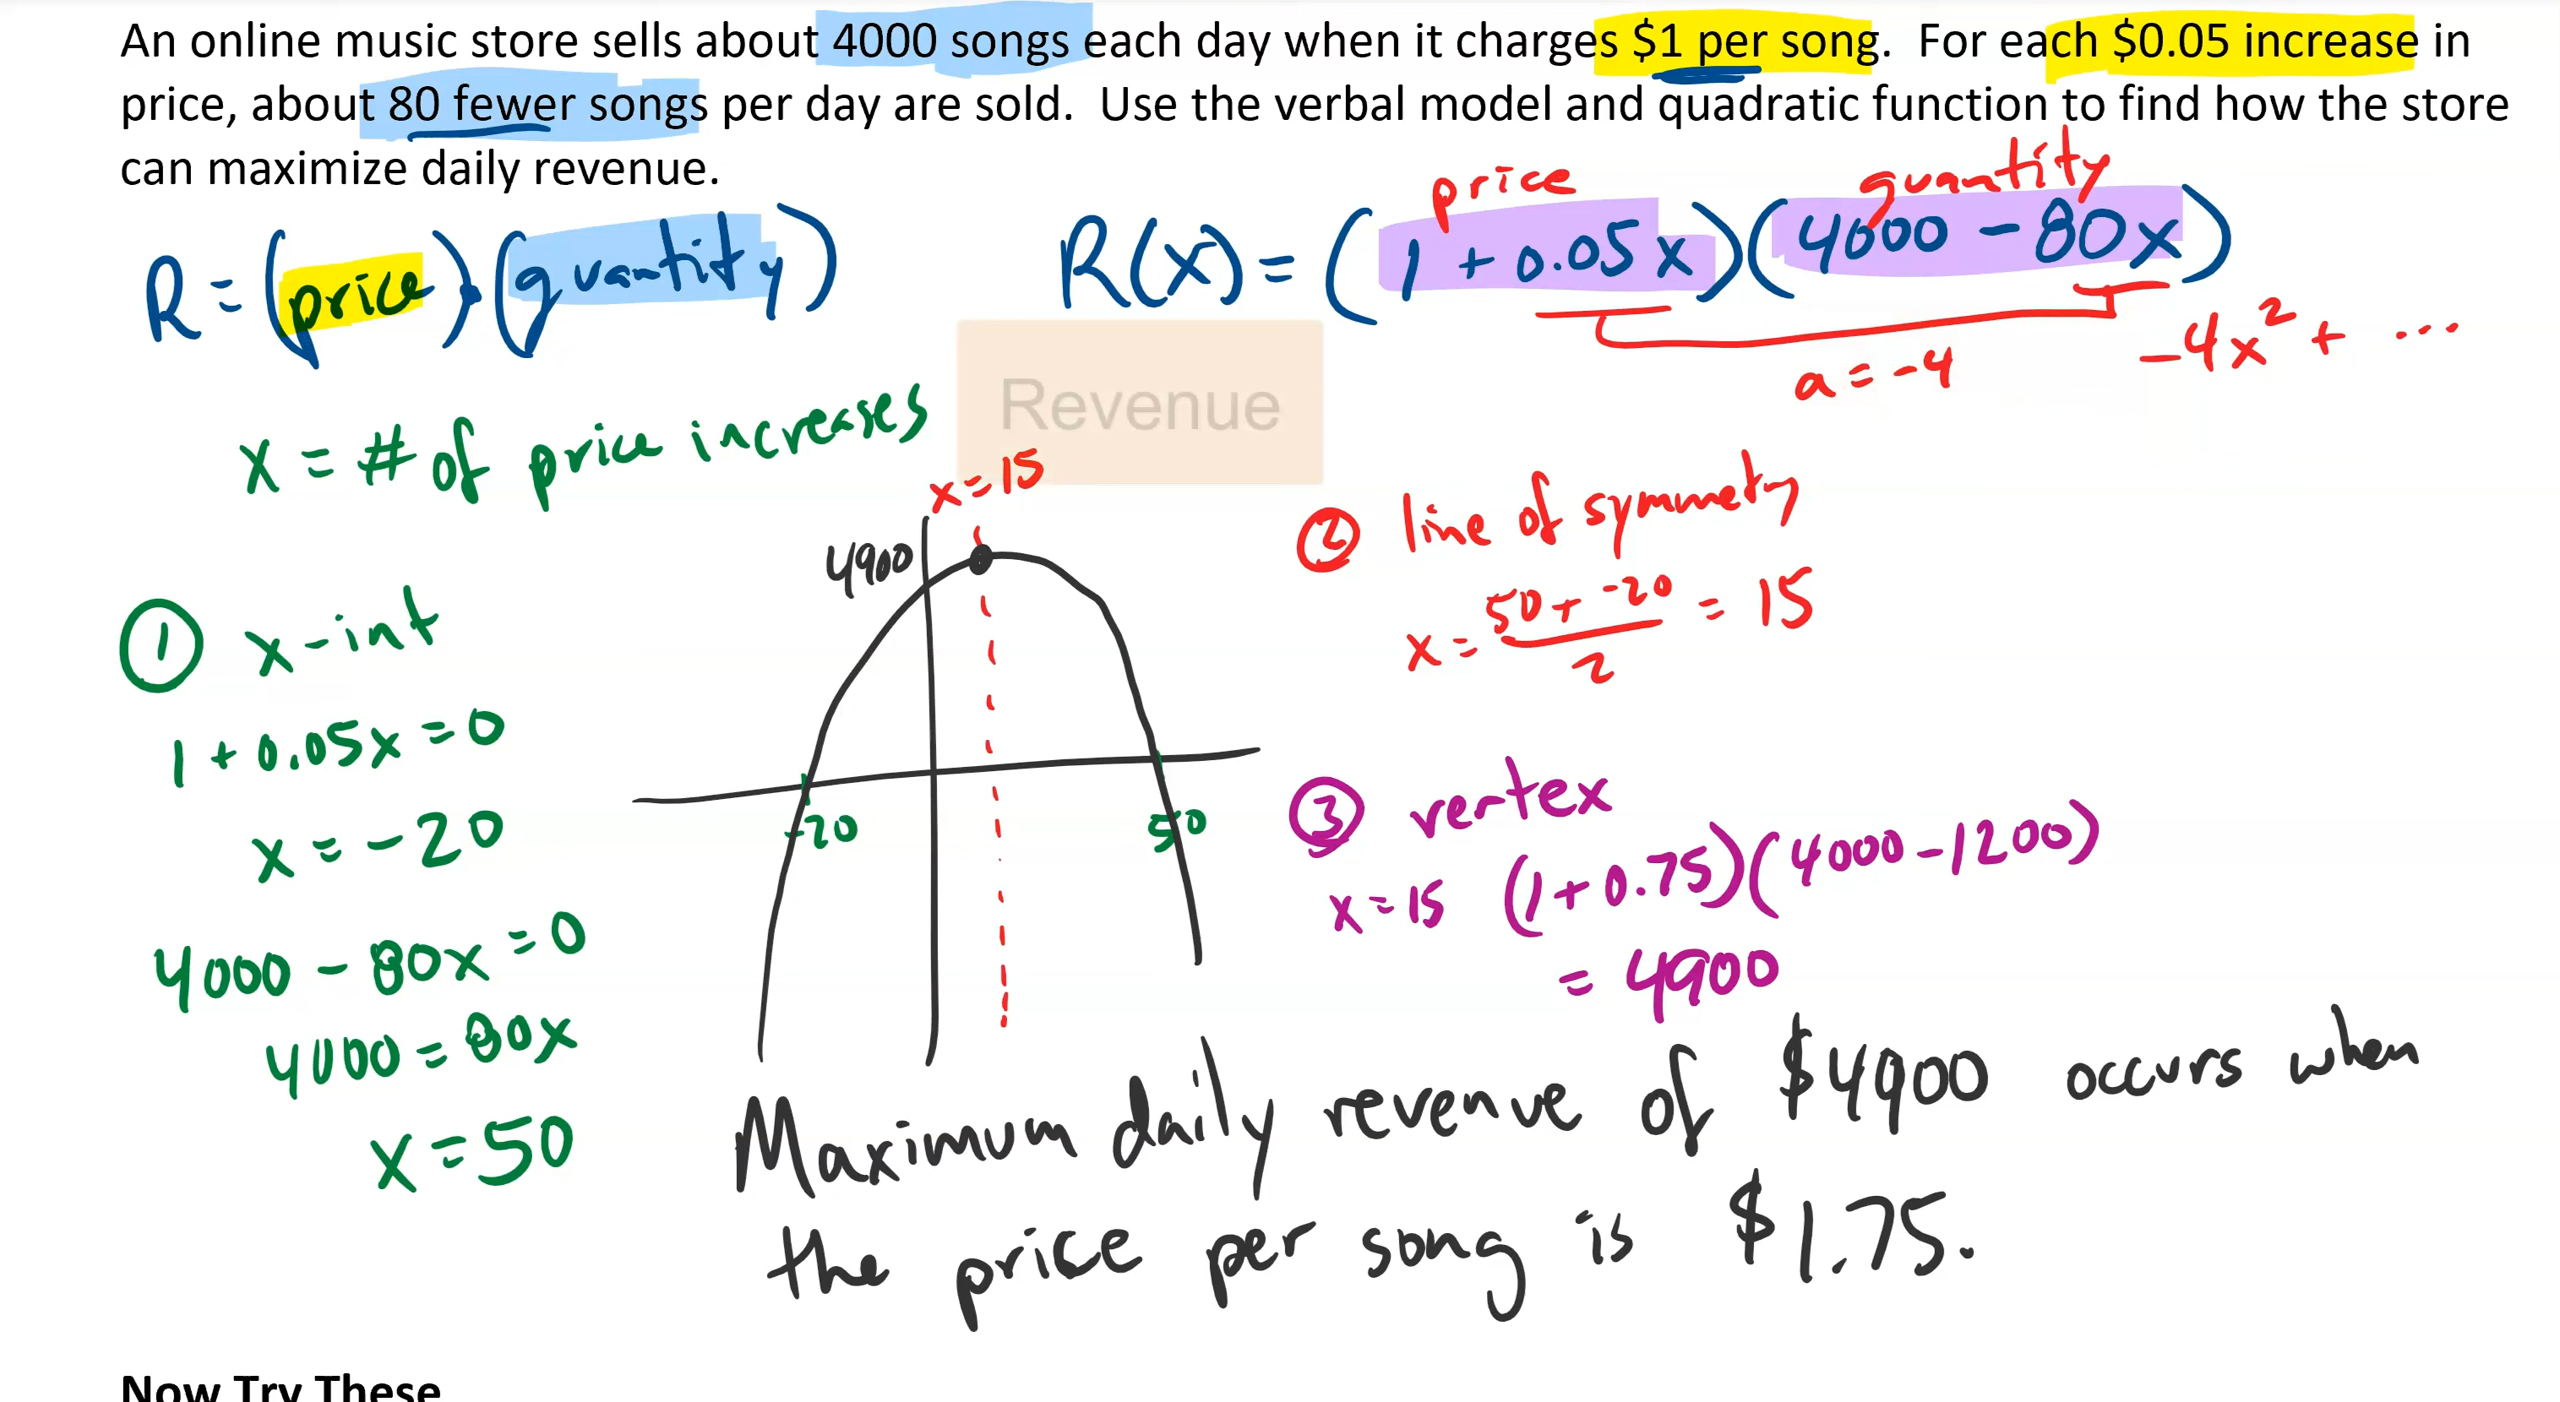 An online music store sells about 4000 songs each day when it charges $1 per song. For each $0.05 increase in
price, about 80 fewer songs per day are sold. Use the verbal model and quadratic function to find how the store
can maximize daily revenue.
price quantity
R = (price)·(quantity)
R(x) = (1 + 0.05x)(4000 - 80x)
a = -4
-4x² + ...
Revenue
x = # of price increases
① x-int
1 + 0.05x = 0
x = -20
4000 - 80x = 0
4000 = 80x
x = 50
x = 15
4900
-20
50
② line of symmety
x = 50 + -20 / 2 = 15
③ vertex
x = 15 (1 + 0.75)(4000 - 1200)
= 4900
Maximum daily revenue of $4900 occurs when
the price per song is $1.75.
Now Try These